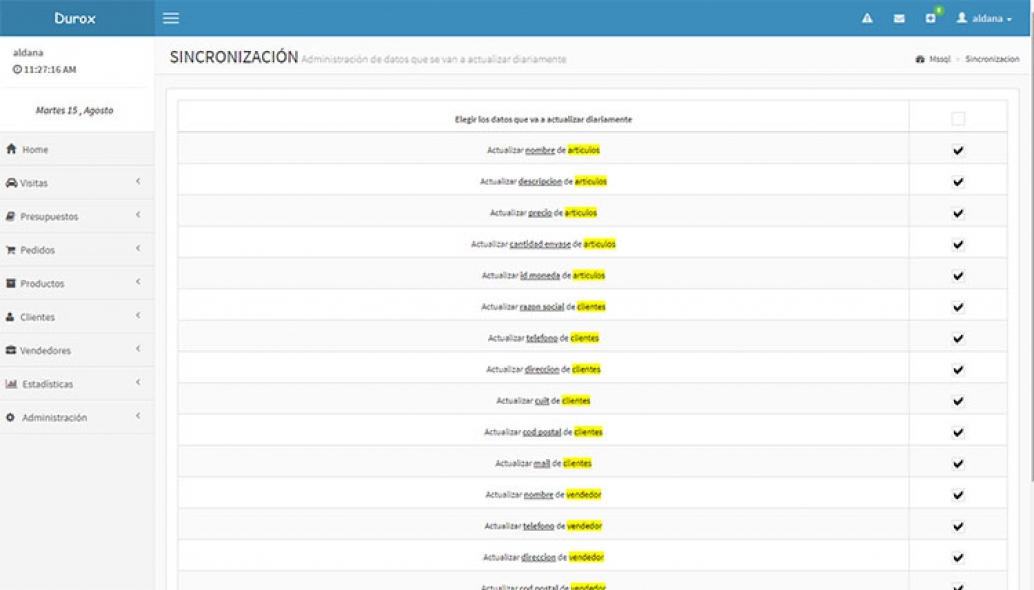 Durox
6
aldana
aldana
11:27:16 AM
SINCRONIZACIÓN Administración de datos que se van a actualizar diariamente
Mssql > Sincronizacion
Martes 15 , Agosto
Home
Visitas
Presupuestos
Pedidos
Productos
Clientes
Vendedores
Estadísticas
Administración
Elegir los datos que va a actualizar diariamente
Actualizar nombre de articulos
Actualizar descripcion de articulos
Actualizar precio de articulos
Actualizar cantidad envase de articulos
Actualizar id moneda de articulos
Actualizar razon social de clientes
Actualizar telefono de clientes
Actualizar direccion de clientes
Actualizar cuit de clientes
Actualizar cod postal de clientes
Actualizar mail de clientes
Actualizar nombre de vendedor
Actualizar telefono de vendedor
Actualizar direccion de vendedor
Actualizar cod postal de vendedor